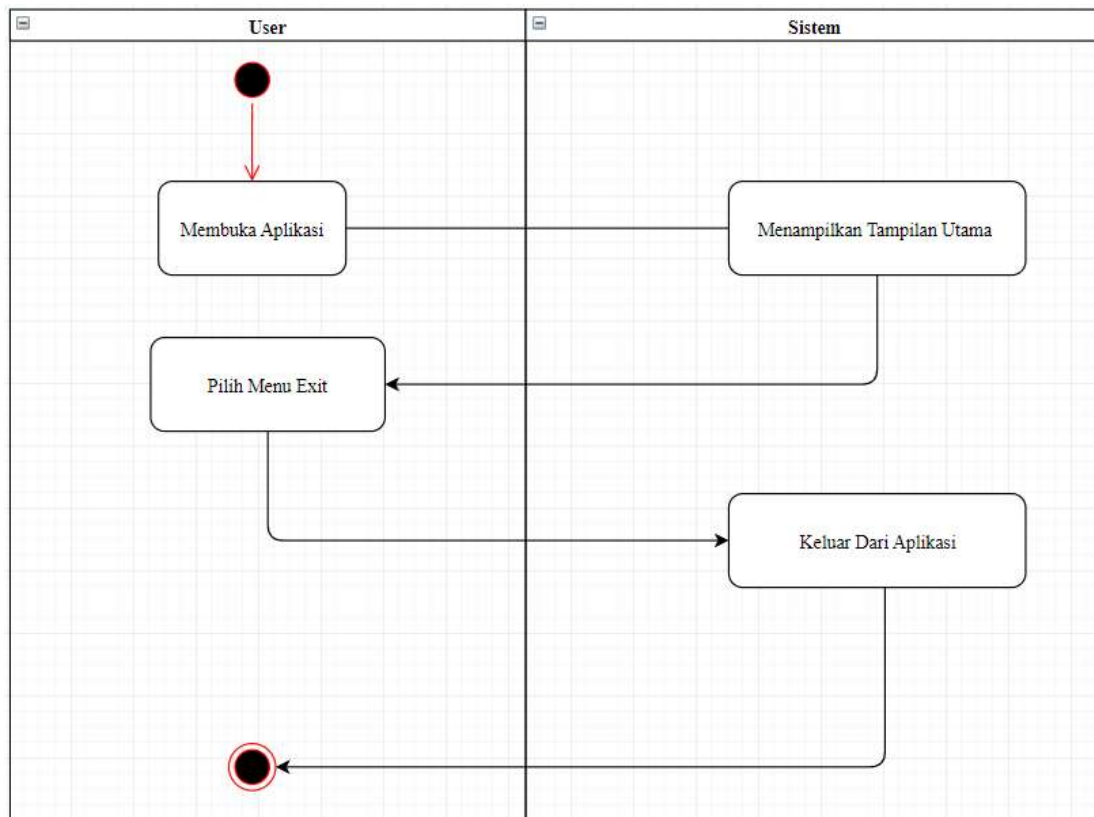 User
Sistem
Membuka Aplikasi
Menampilkan Tampilan Utama
Pilih Menu Exit
Keluar Dari Aplikasi